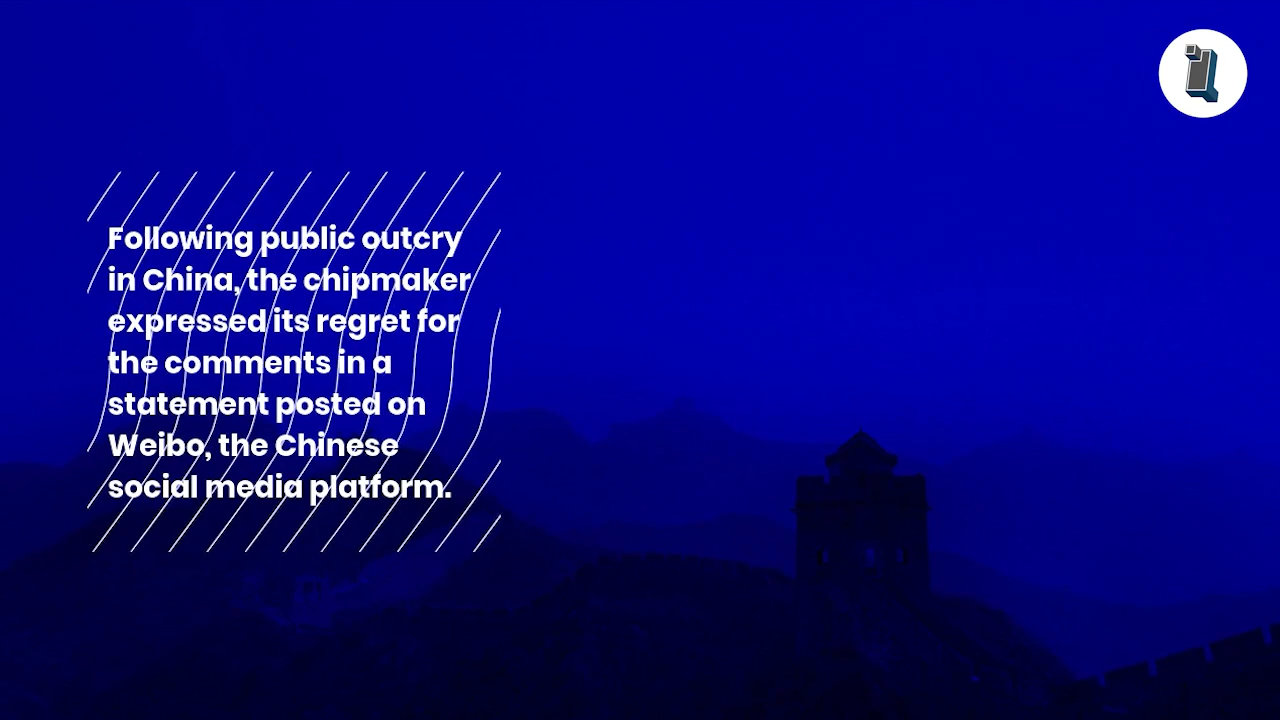 Following public outcry
in China, the chipmaker
expressed its regret for
the comments in a
statement posted on
Weibo, the Chinese
social media platform.